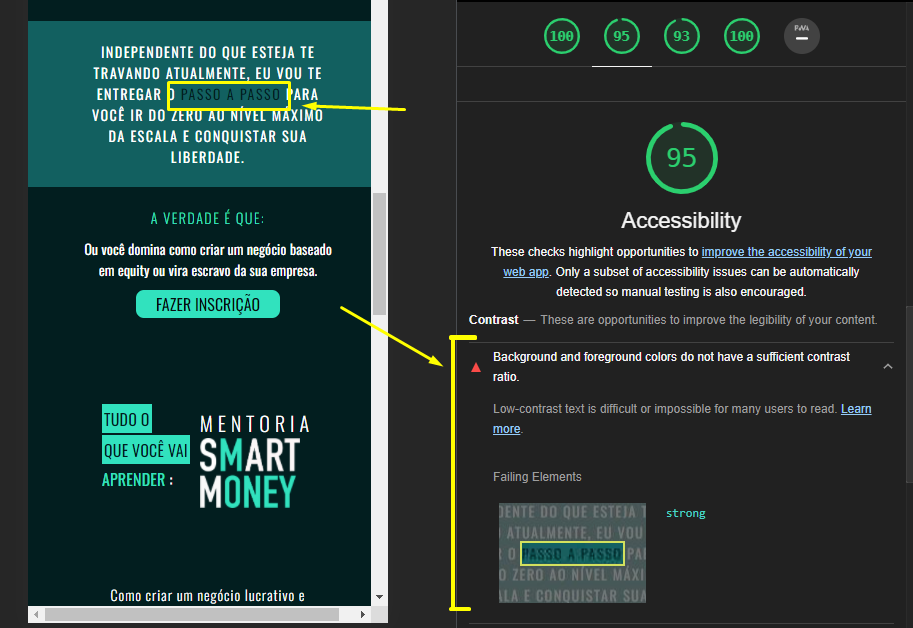 INDEPENDENTE DO QUE ESTEJA TE
TRAVANDO ATUALMENTE, EU VOU TE
ENTREGAR O PASSO A PASSO PARA
VOCÊ IR DO ZERO AO NÍVEL MÁXIMO
DA ESCALA E CONQUISTAR SUA
LIBERDADE.
A VERDADE É QUE:
Ou você domina como criar um negócio baseado
em equity ou vira escravo da sua empresa.
FAZER INSCRIÇÃO
TUDO O
QUE VOCÊ VAI
APRENDER :
MENTORIA
SMART
MONEY
Como criar um negócio lucrativo e
100 95 93 100 PWA
95
Accessibility
These checks highlight opportunities to improve the accessibility of your
web app. Only a subset of accessibility issues can be automatically
detected so manual testing is also encouraged.
Contrast — These are opportunities to improve the legibility of your content.
Background and foreground colors do not have a sufficient contrast
ratio.
Low-contrast text is difficult or impossible for many users to read. Learn
more.
Failing Elements
DENTE DO QUE ESTEJA T
ATUALMENTE, EU VOU
R O PASSO A PASSO PA
O ZERO AO NÍVEL MÁXI
LA E CONQUISTAR SUA
strong